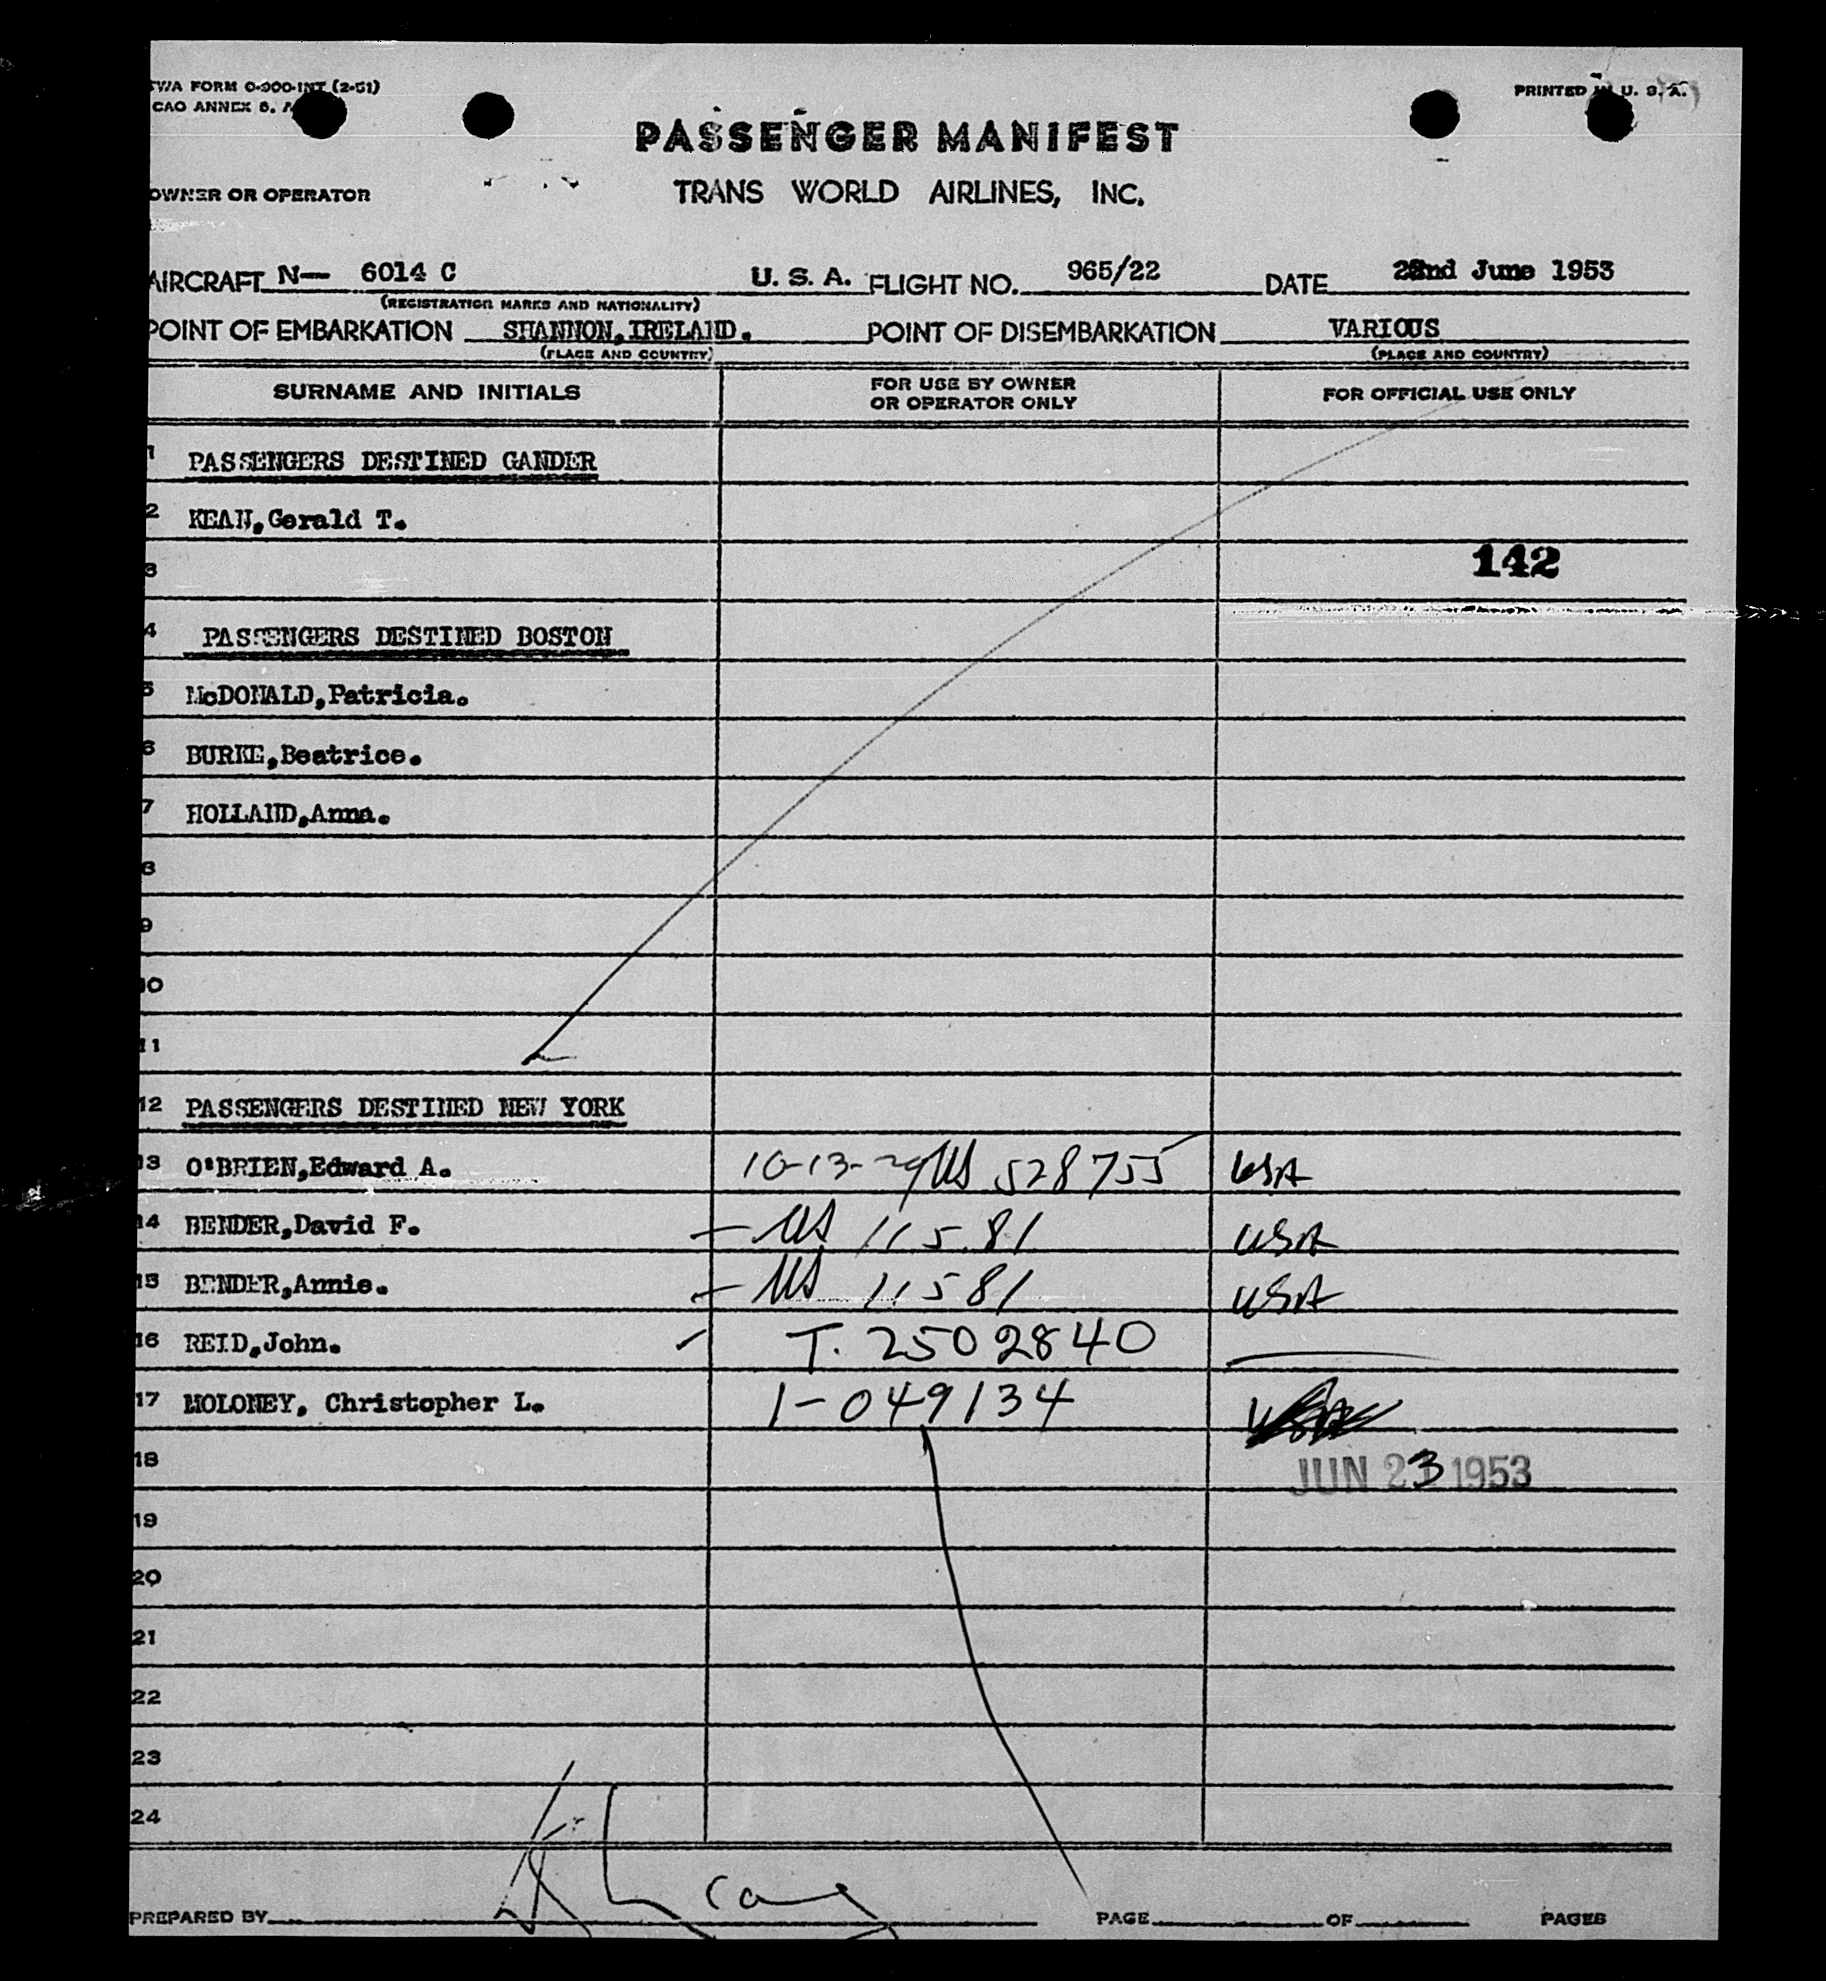 TWA FORM 0-900-INT (2-51)
CAO ANNEX 6. A
PRINTED IN U. S. A.
PASSENGER MANIFEST
OWNER OR OPERATOR
TRANS WORLD AIRLINES, INC.
AIRCRAFT N— 6014 C U. S. A. FLIGHT NO. 965/22 DATE 22nd June 1953
(REGISTRATION MARKS AND NATIONALITY)
POINT OF EMBARKATION SHANNON, IRELAND. POINT OF DISEMBARKATION VARIOUS
(PLACE AND COUNTRY) (PLACE AND COUNTRY)
SURNAME AND INITIALS FOR USE BY OWNER OR OPERATOR ONLY FOR OFFICIAL USE ONLY
1 PASSENGERS DESTINED GANDER
2 KEAN,Gerald T.
3 142
4 PASSENGERS DESTINED BOSTON
5 McDONALD,Patricia.
6 BURKE,Beatrice.
7 HOLLAND,Anna.
8
9
10
11
12 PASSENGERS DESTINED NEW YORK
13 O'BRIEN,Edward A. 10-13-29 US 528755 USA
14 BENDER,David F. – US 11581 USA
15 BENDER,Annie. – US 11581 USA
16 REID,John. T. 2502840
17 MOLONEY, Christopher L. 1-049134
18 JUN 23 1953
19
20
21
22
23
24
PREPARED BY PAGE OF PAGES